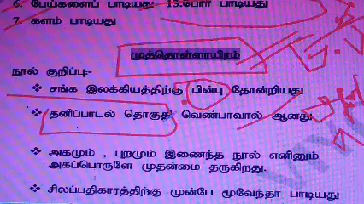 6. பேய்களைப் பாடியது 15.போர் பாடியது
7. களம் பாடியது
முத்தொள்ளாயிரம்
நூல் குறிப்பு:-
❖ சங்க இலக்கியத்திற்கு பின்பு தோன்றியது
❖ தனிப்பாடல் தொகுதி வெண்பாவால் ஆனது
❖ அகமும் , புறமும் இணைந்த நூல் எனினும்
அகப்பொருளே முதன்மை தருகிறது.
❖ சிலப்பதிகாரத்திற்கு முன்பே மூவேந்தர பாடியது